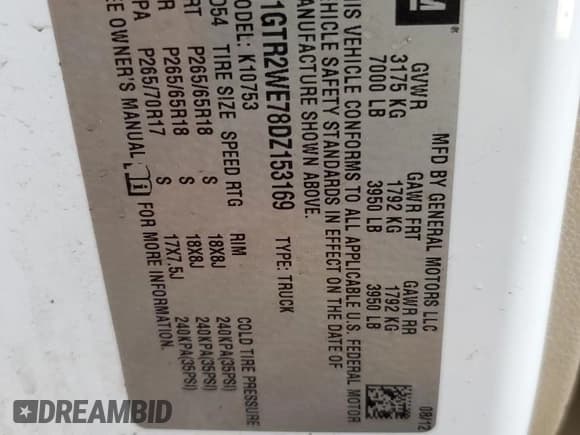 M
®
MFD BY GENERAL MOTORS LLC
08/12
GVWR GAWR FRT GAWR RR
3175 KG 1792 KG 1792 KG
7000 LB 3950 LB 3950 LB
THIS VEHICLE CONFORMS TO ALL APPLICABLE U.S. FEDERAL MOTOR
VEHICLE SAFETY STANDARDS IN EFFECT ON THE DATE OF
MANUFACTURE SHOWN ABOVE.
1GTR2WE78DZ153169 TYPE: TRUCK
MODEL: K10753
TIRE SIZE SPEED RTG RIM COLD TIRE PRESSURE
RT P265/65R18 S 18X8J 240KPA(35PSI)
RR P265/65R18 S 18X8J 240KPA(35PSI)
PA P265/70R17 S 17X7.5J 240KPA(35PSI)
SEE OWNER'S MANUAL FOR MORE INFORMATION.
DREAMBID